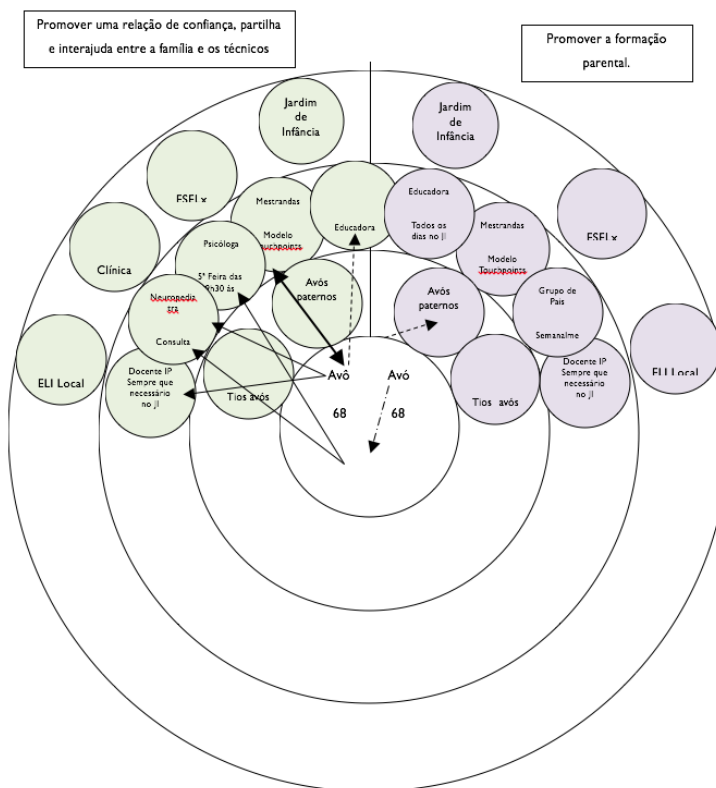 Promover uma relação de confiança, partilha
e interajuda entre a família e os técnicos
Promover a formação
parental.
Jardim
de
Infância
Jardim
de
Infância
ESELx
Mestrandas
Modelo
Touchpoints
Educadora
Educadora
Todos os
dias no JI
Mestrandas
Modelo
Touchpoints
ESELx
Clínica
Psicóloga
5ª Feira das
9h30 às
Avós
paternos
Avós
paternos
Grupo de
Pais
Semanalme
Neuropedia
tra
Consulta
ELI Local
Docente IP
Sempre que
necessário
no JI
Tios avós
Avô
68
Avó
68
Tios avós
Docente IP
Sempre que
necessário
no JI
ELI Local